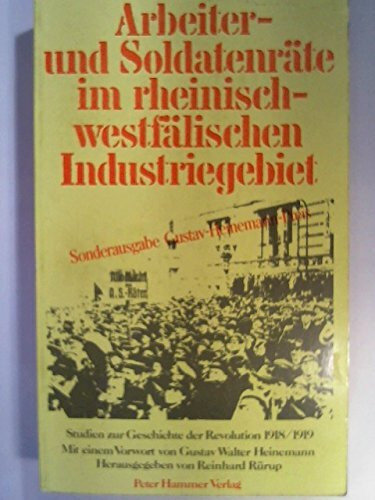 Arbeiter-
und Soldatenräte
im rheinisch-
westfälischen
Industriegebiet
Sonderausgabe Gustav-Heinemann-
A. S.-Räten
Studien zur Geschichte der Revolution 1918/1919
Mit einem Vorwort von Gustav Walter Heinemann
Herausgegeben von Reinhard Rürup
Peter Hammer Verlag